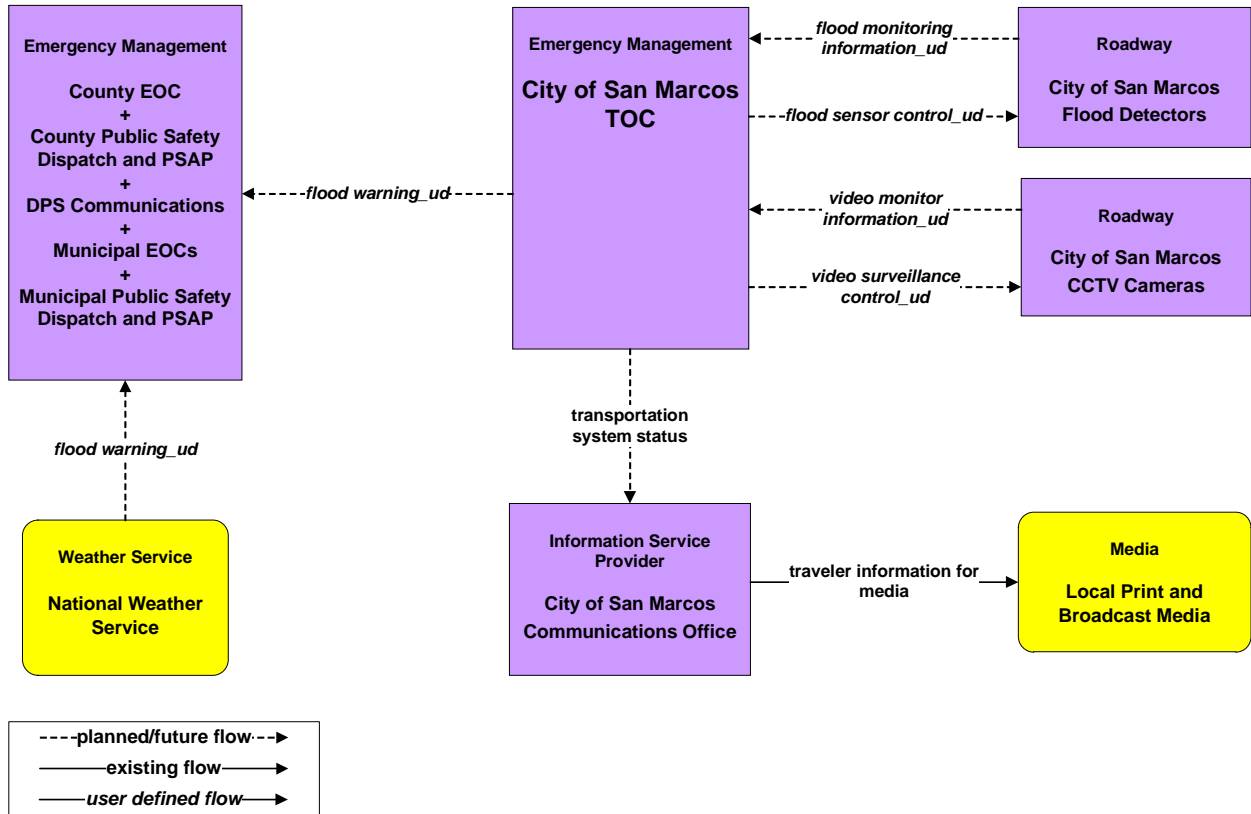 Emergency Management
County EOC
+
County Public Safety
Dispatch and PSAP
+
DPS Communications
+
Municipal EOCs
+
Municipal Public Safety
Dispatch and PSAP
flood warning_ud
Emergency Management
City of San Marcos
TOC
flood monitoring
information_ud
flood sensor control_ud
Roadway
City of San Marcos
Flood Detectors
video monitor
information_ud
video surveillance
control_ud
Roadway
City of San Marcos
CCTV Cameras
flood warning_ud
transportation
system status
Weather Service
National Weather
Service
Information Service
Provider
City of San Marcos
Communications Office
traveler information for
media
Media
Local Print and
Broadcast Media
planned/future flow
existing flow
user defined flow